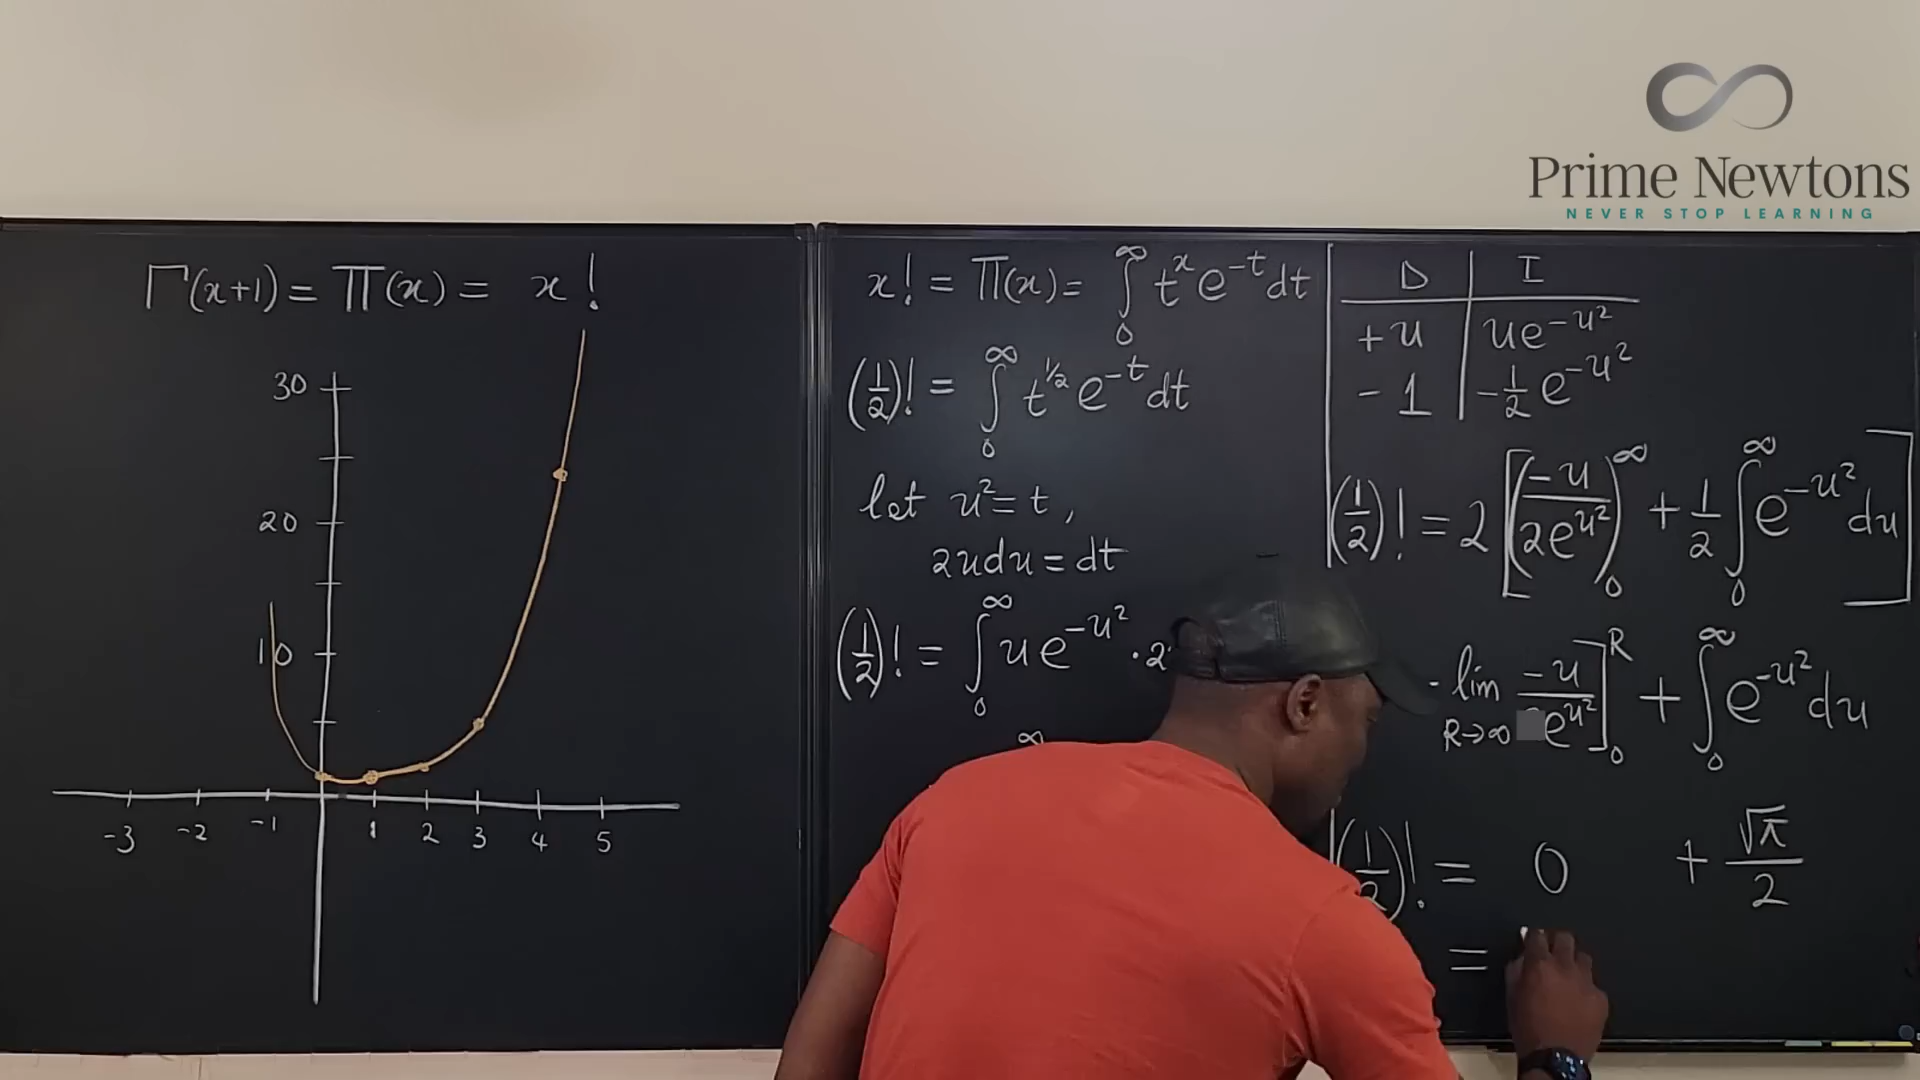 Prime Newtons
NEVER STOP LEARNING
Γ(x+1) = Π(x) = x!
30
20
10
-3 -2 -1 1 2 3 4 5
x! = Π(x) = ∫₀^∞ t^x e^-t dt
(1/2)! = ∫₀^∞ t^1/2 e^-t dt
let u² = t,
2udu = dt
(1/2)! = ∫₀^∞ u e^-u² · 2
∞
D I
+ u ue^-u²
- 1 -1/2 e^-u²
(1/2)! = 2[(-u/2e^u²)₀^∞ + 1/2 ∫₀^∞ e^-u² du]
lim R→∞ -u/e^u²]₀^R + ∫₀^∞ e^-u² du
(1/2)! = 0 + √π/2
=